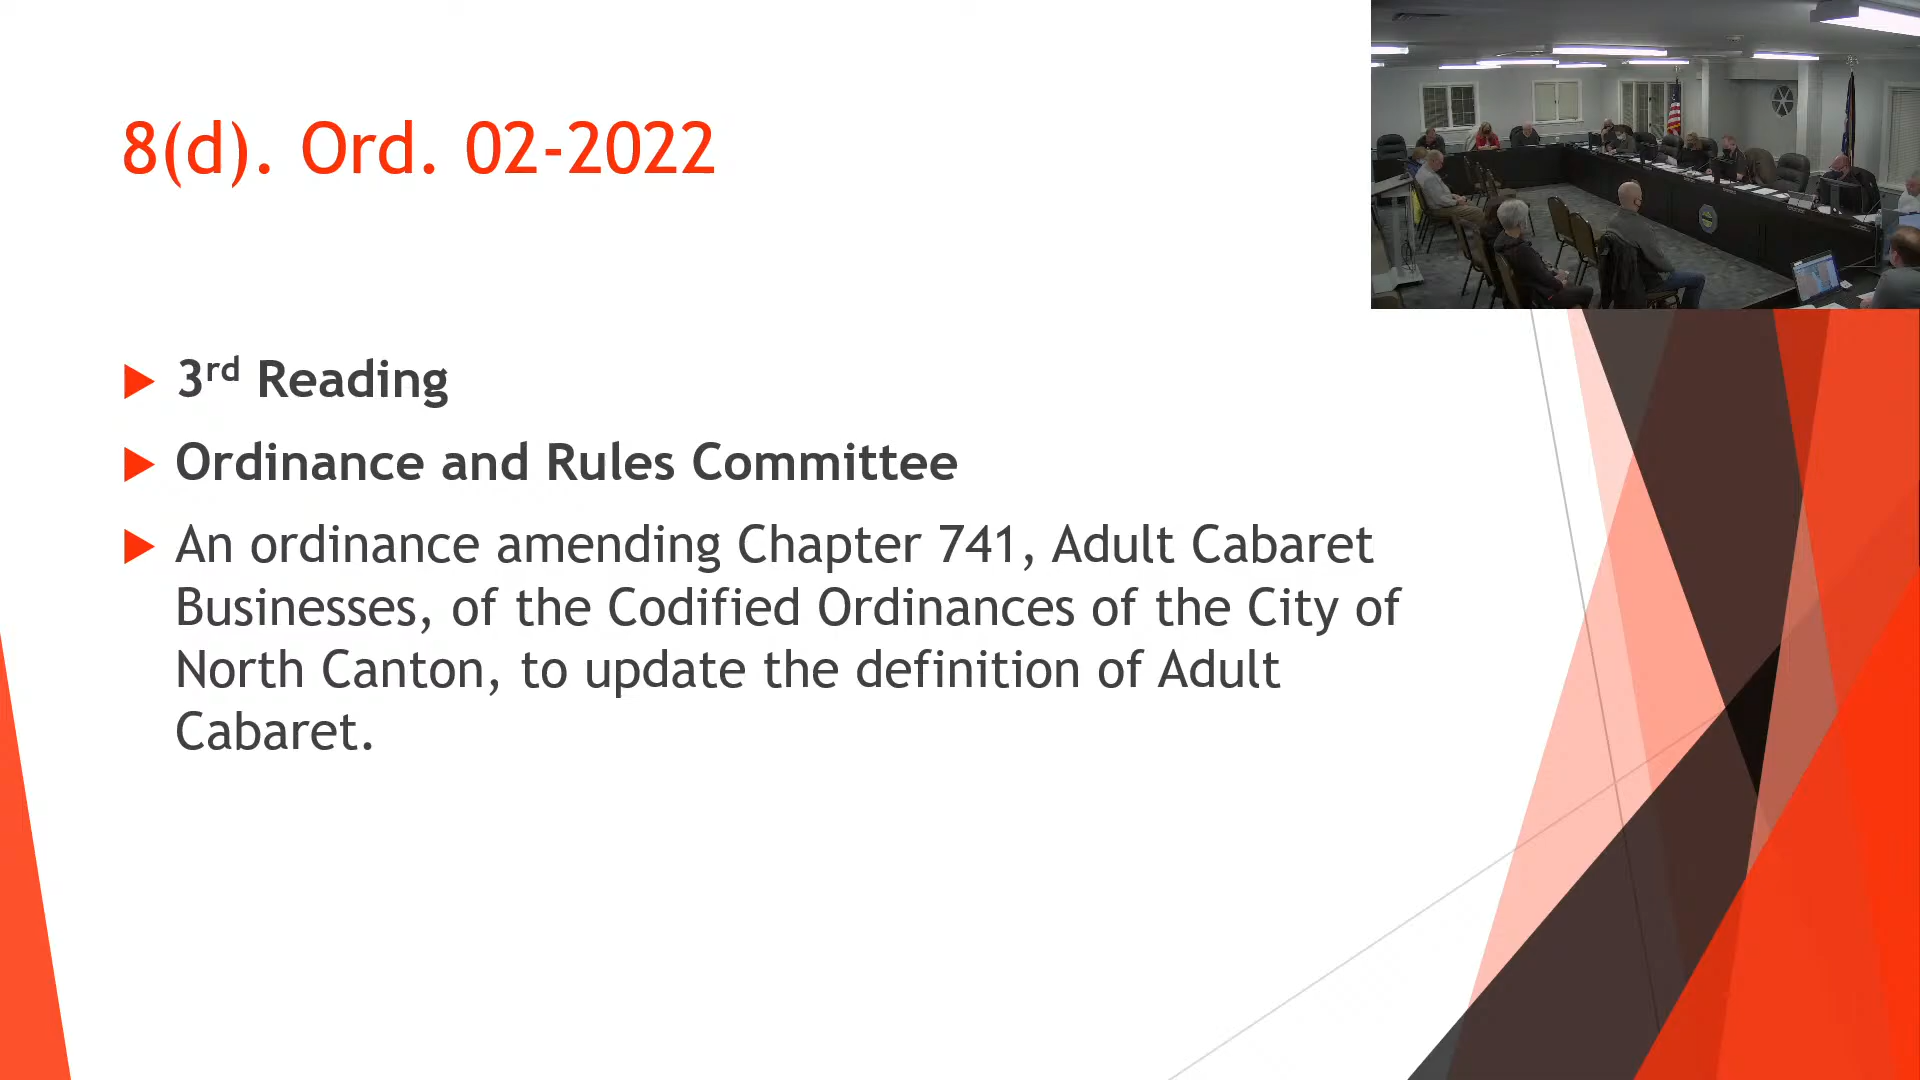 8(d). Ord. 02-2022
3rd Reading
Ordinance and Rules Committee
An ordinance amending Chapter 741, Adult Cabaret
Businesses, of the Codified Ordinances of the City of
North Canton, to update the definition of Adult
Cabaret.